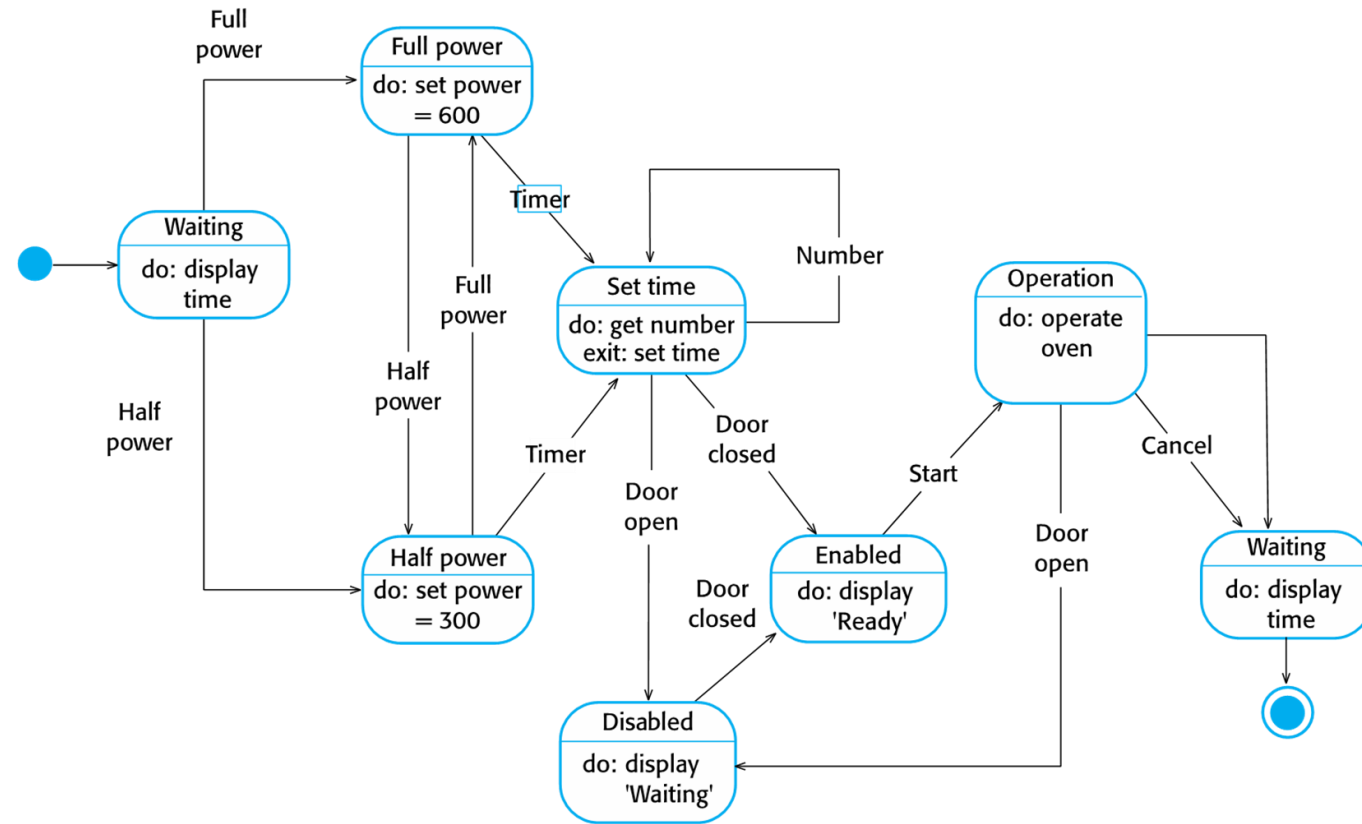 Full
power
Full power
do: set power
= 600
Timer
Waiting
do: display
time
Number
Full
power
Set time
do: get number
exit: set time
Operation
do: operate
oven
Half
power
Half
power
Timer
Door
closed
Start
Cancel
Door
open
Door
open
Half power
do: set power
= 300
Door
closed
Enabled
do: display
'Ready'
Waiting
do: display
time
Disabled
do: display
'Waiting'